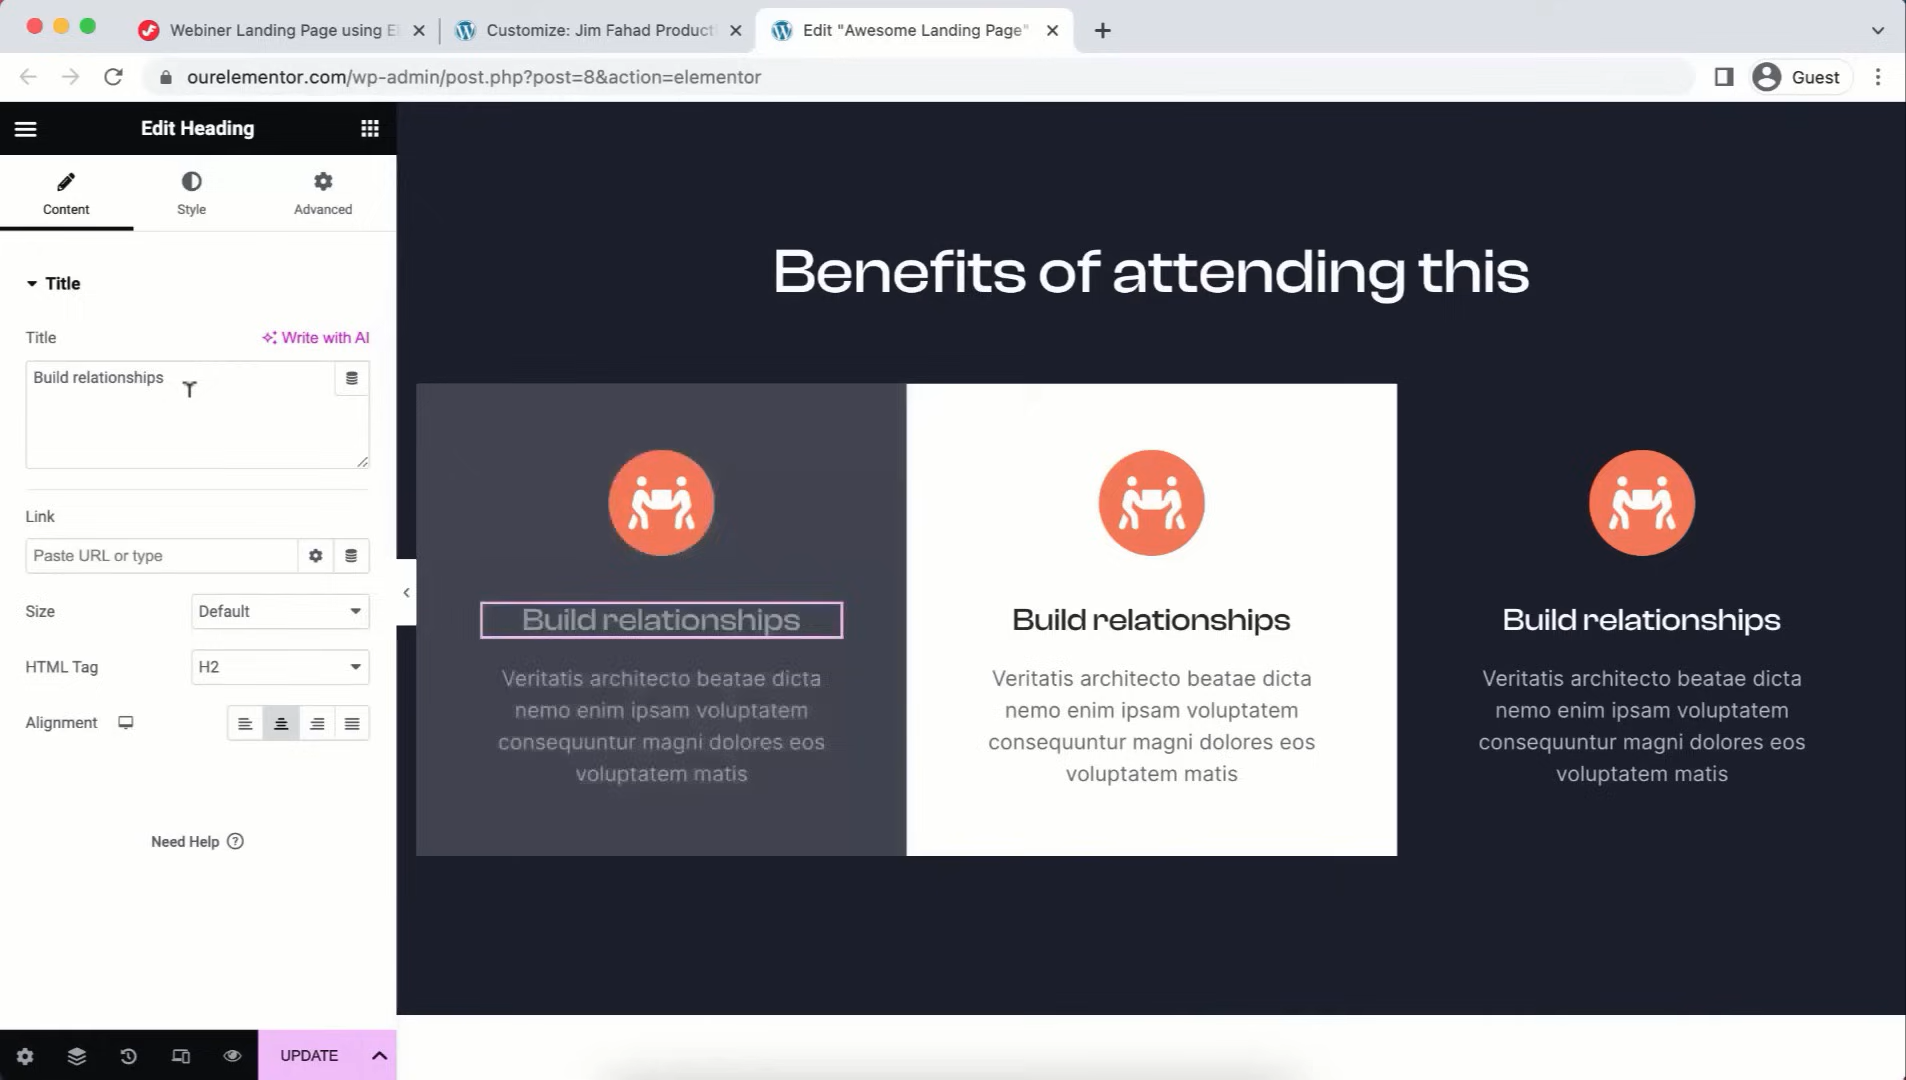 Webiner Landing Page using El
Customize: Jim Fahad Producti
Edit "Awesome Landing Page"
ourelementor.com/wp-admin/post.php?post=8&action=elementor
Guest
Edit Heading
Content
Style
Advanced
Title
Title
Write with AI
Build relationships
Link
Paste URL or type
Size
Default
HTML Tag
H2
Alignment
Need Help
UPDATE
Benefits of attending this
Build relationships
Veritatis architecto beatae dicta
nemo enim ipsam voluptatem
consequuntur magni dolores eos
voluptatem matis
Build relationships
Veritatis architecto beatae dicta
nemo enim ipsam voluptatem
consequuntur magni dolores eos
voluptatem matis
Build relationships
Veritatis architecto beatae dicta
nemo enim ipsam voluptatem
consequuntur magni dolores eos
voluptatem matis